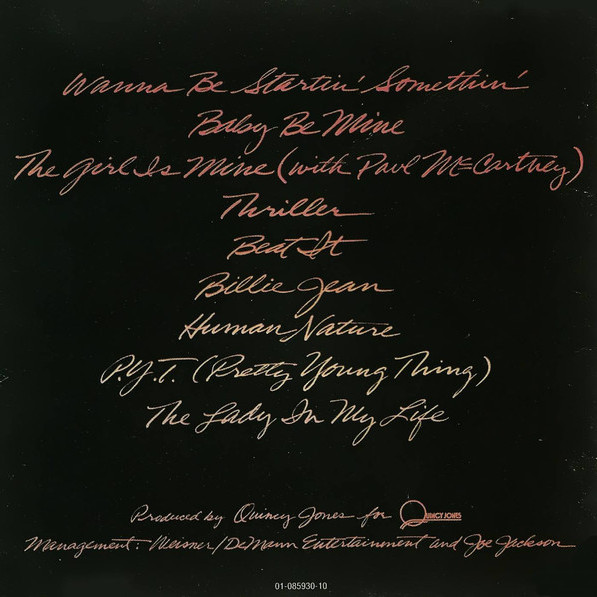 Wanna Be Startin' Somethin'
Baby Be Mine
The Girl Is Mine (with Paul McCartney)
Thriller
Beat It
Billie Jean
Human Nature
P.Y.T. (Pretty Young Thing)
The Lady In My Life
Produced by Quincy Jones for QUINCY JONES
Management: Weisner/DeMann Entertainment and Joe Jackson
01-085930-10